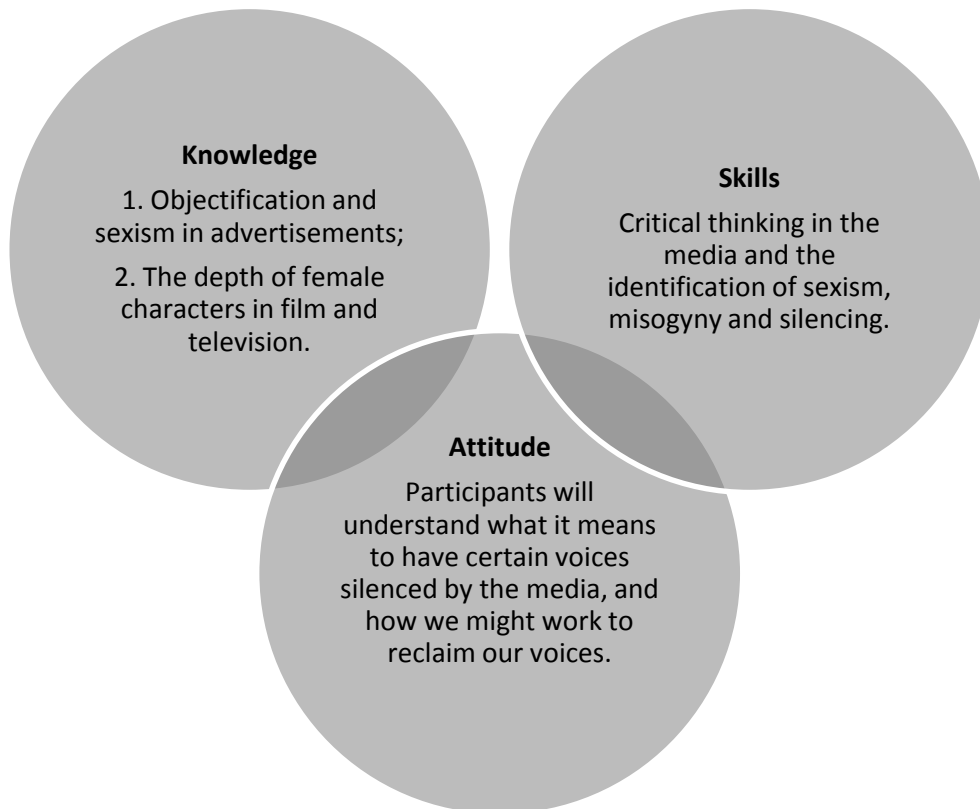 Knowledge
1. Objectification and
sexism in advertisements;
2. The depth of female
characters in film and
television.
Skills
Critical thinking in the
media and the
identification of sexism,
misogyny and silencing.
Attitude
Participants will
understand what it means
to have certain voices
silenced by the media, and
how we might work to
reclaim our voices.